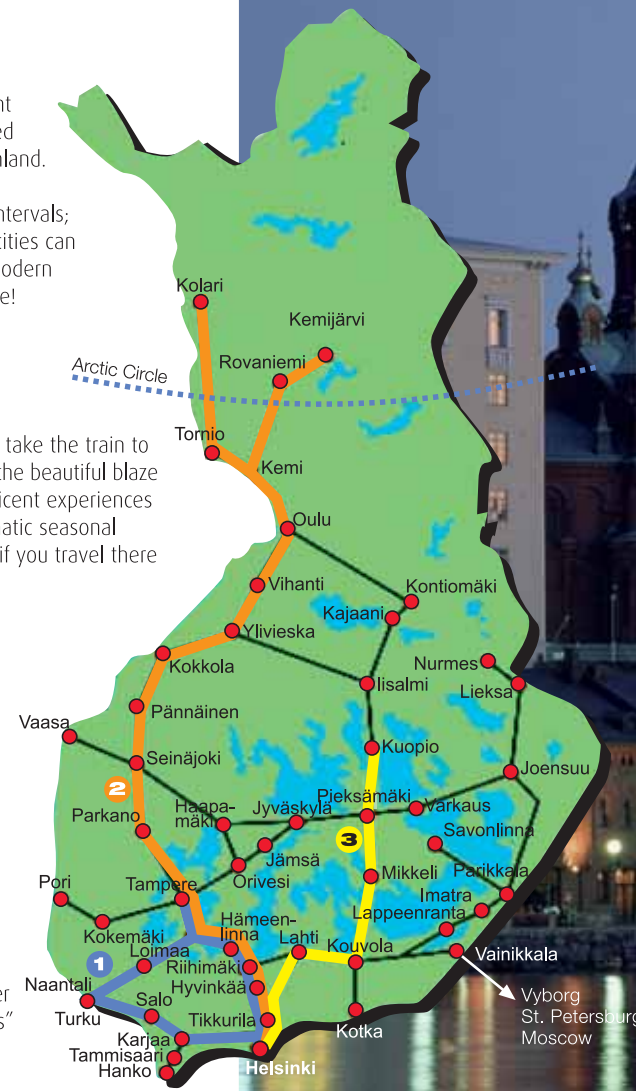 nt
ed
nland.
ntervals;
cities can
odern
e!
take the train to
the beautiful blaze
icent experiences
natic seasonal
if you travel there
er
s"
Kolari
Kemijärvi
Rovaniemi
Arctic Circle
Tornio
Kemi
Oulu
Vihanti
Kontiomäki
Kajaani
Ylivieska
Nurmes
Kokkola
Iisalmi
Lieksa
Pännäinen
Vaasa
Kuopio
Seinäjoki
Joensuu
2
Pieksämäki
Varkaus
Haapa-
mäki
Jyväskylä
Parkano
3
Savonlinna
Jämsä
Parikkala
Orivesi
Mikkeli
Pori
Tampere
Imatra
Lappeenranta
Kokemäki
Hämeen-
linna
Lahti
Kouvola
Loimaa
1
Riihimäki
Vainikkala
Hyvinkää
Naantali
Salo
Turku
Tikkurila
Kotka
Vyborg
St. Petersburg
Moscow
Karjaa
Tammisaari
Hanko
Helsinki